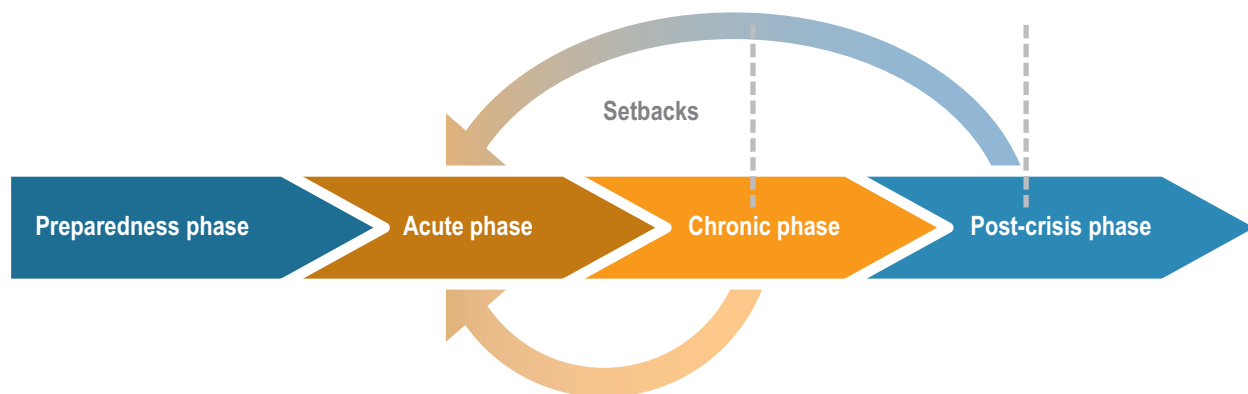 Setbacks
Preparedness phase
Acute phase
Chronic phase
Post-crisis phase